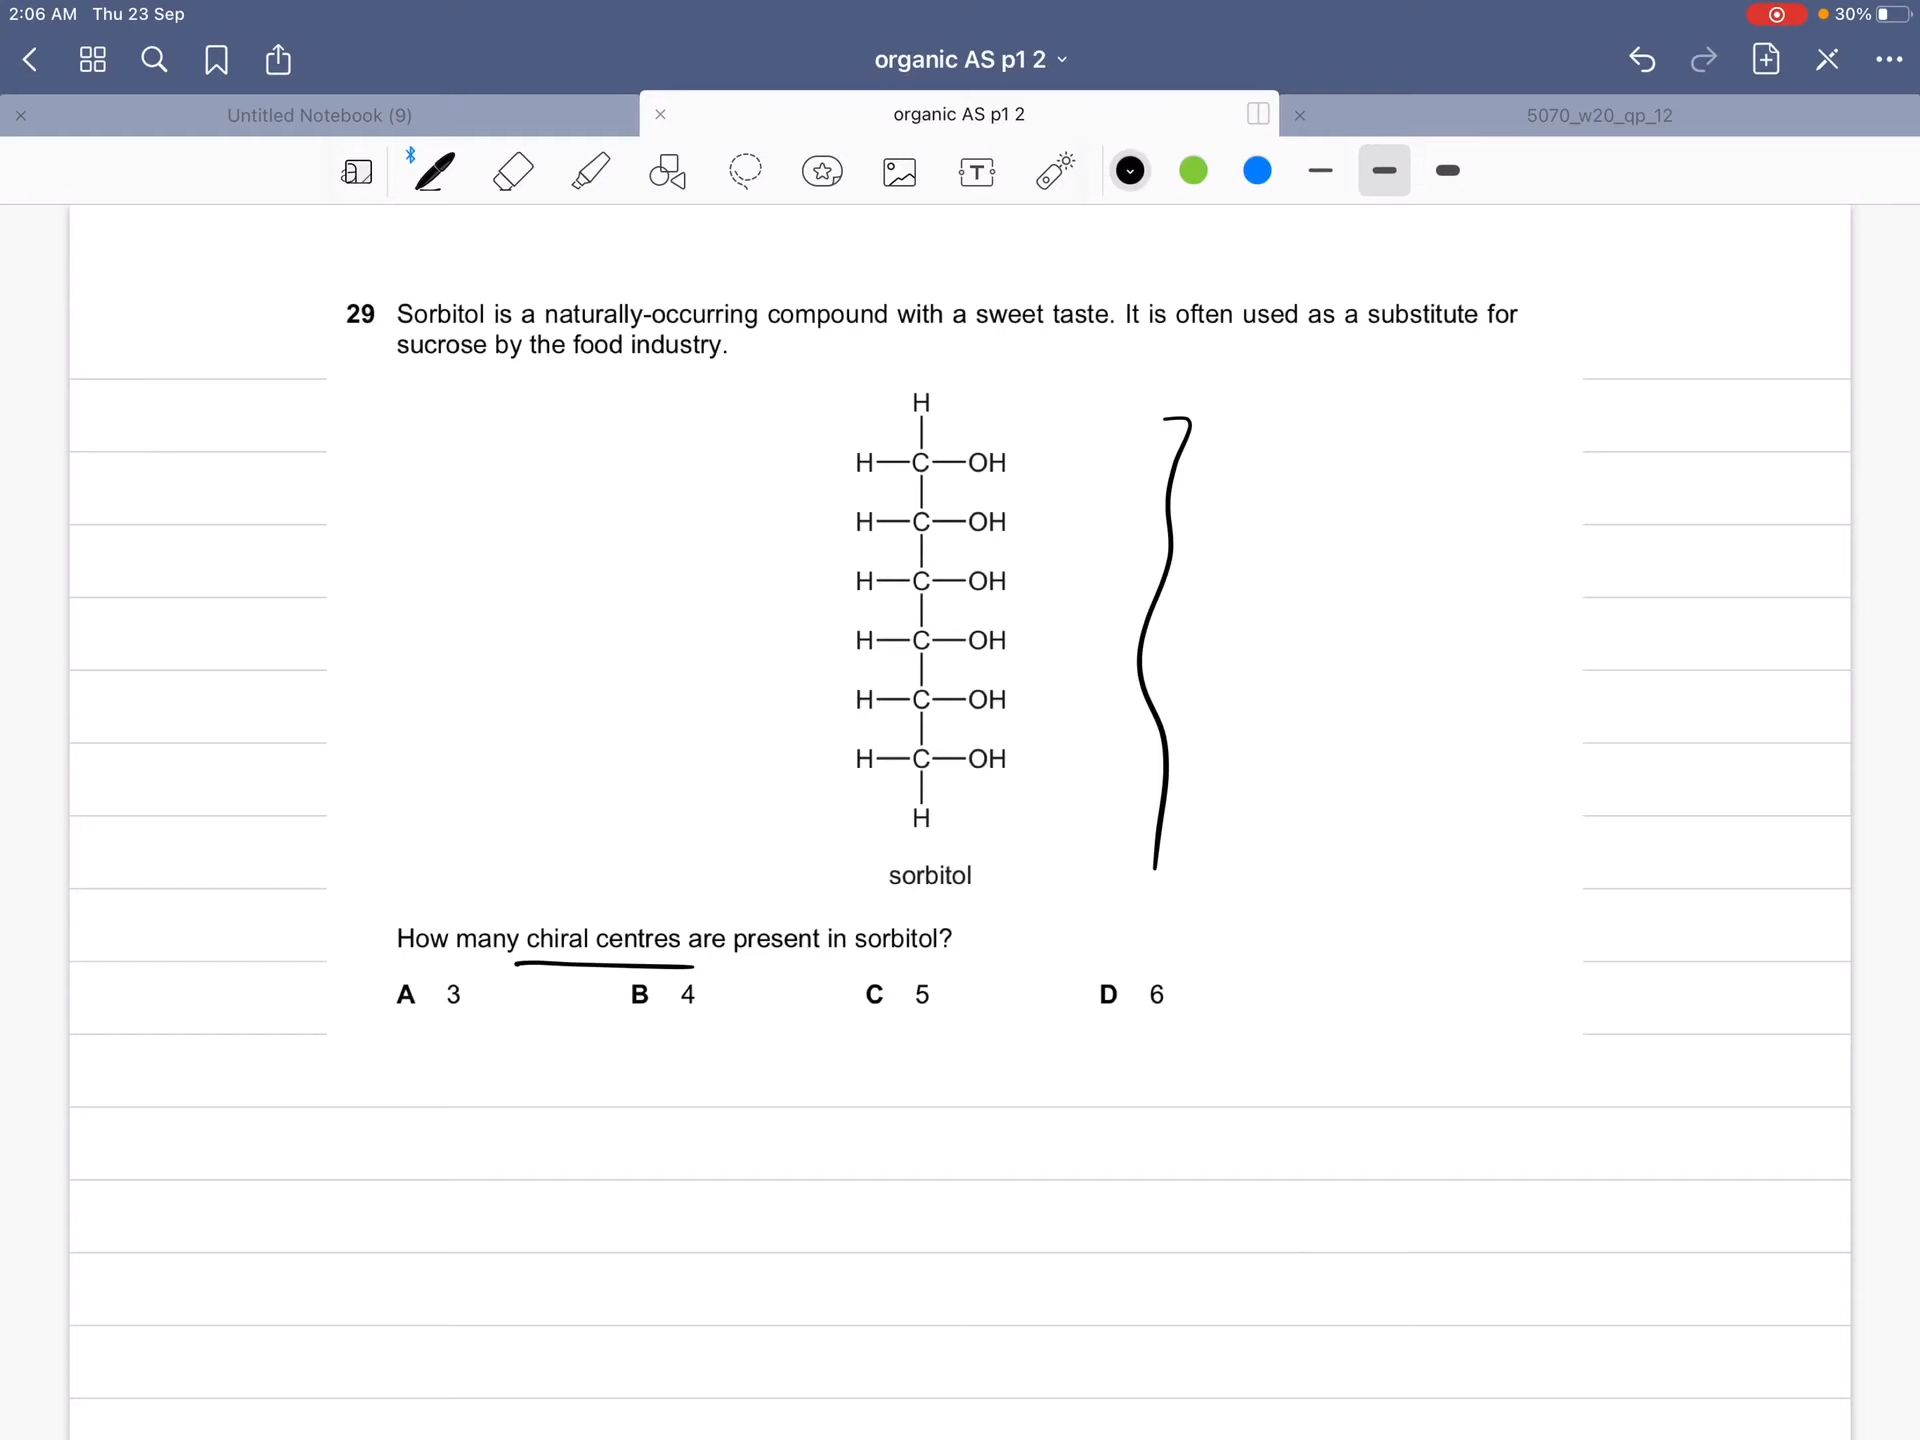 2:06 AM Thu 23 Sep
30%
organic AS p1 2
Untitled Notebook (9)
organic AS p1 2
5070_w20_qp_12
a
T
29 Sorbitol is a naturally-occurring compound with a sweet taste. It is often used as a substitute for
sucrose by the food industry.
H
H—C—OH
H—C—OH
H—C—OH
H—C—OH
H—C—OH
H—C—OH
H
sorbitol
How many chiral centres are present in sorbitol?
A 3 B 4 C 5 D 6